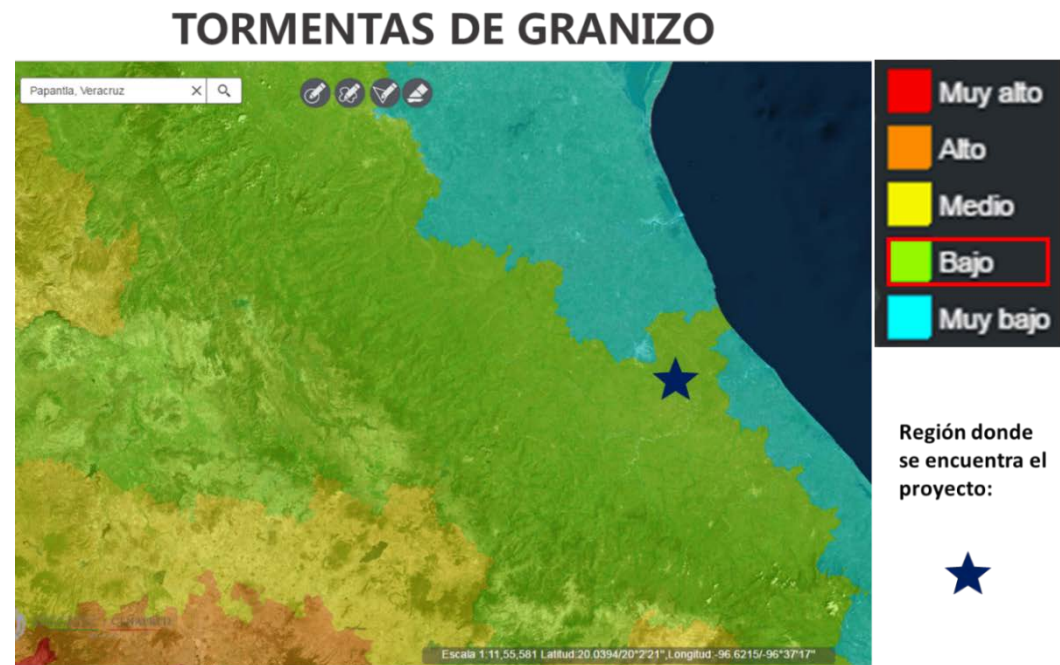 TORMENTAS DE GRANIZO
Papantla, Veracruz
Muy alto
Alto
Medio
Bajo
Muy bajo
Región donde
se encuentra el
proyecto:
Escala 1:11,55,581 Latitud:20.0394/20°2'21",Longitud:-96.6215/-96°37'17"